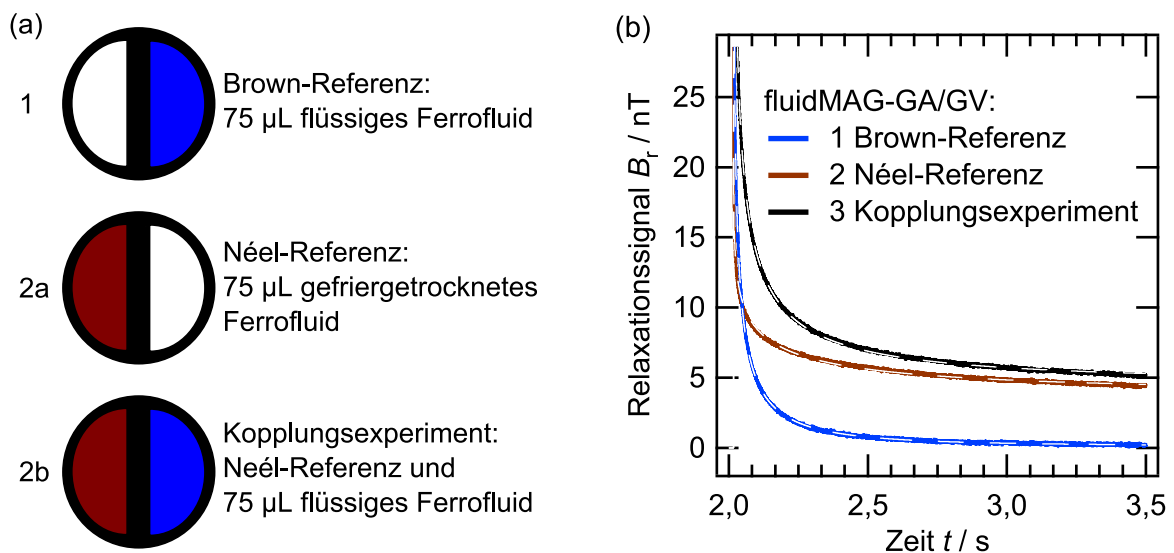 (a)
1
Brown-Referenz:
75 µL flüssiges Ferrofluid
2a
Néel-Referenz:
75 µL gefriergetrocknetes
Ferrofluid
2b
Kopplungsexperiment:
Neél-Referenz und
75 µL flüssiges Ferrofluid
(b)
Relaxationssignal Br / nT
25
20
15
10
5
0
fluidMAG-GA/GV:
1 Brown-Referenz
2 Néel-Referenz
3 Kopplungsexperiment
2,0
2,5
3,0
3,5
Zeit t / s